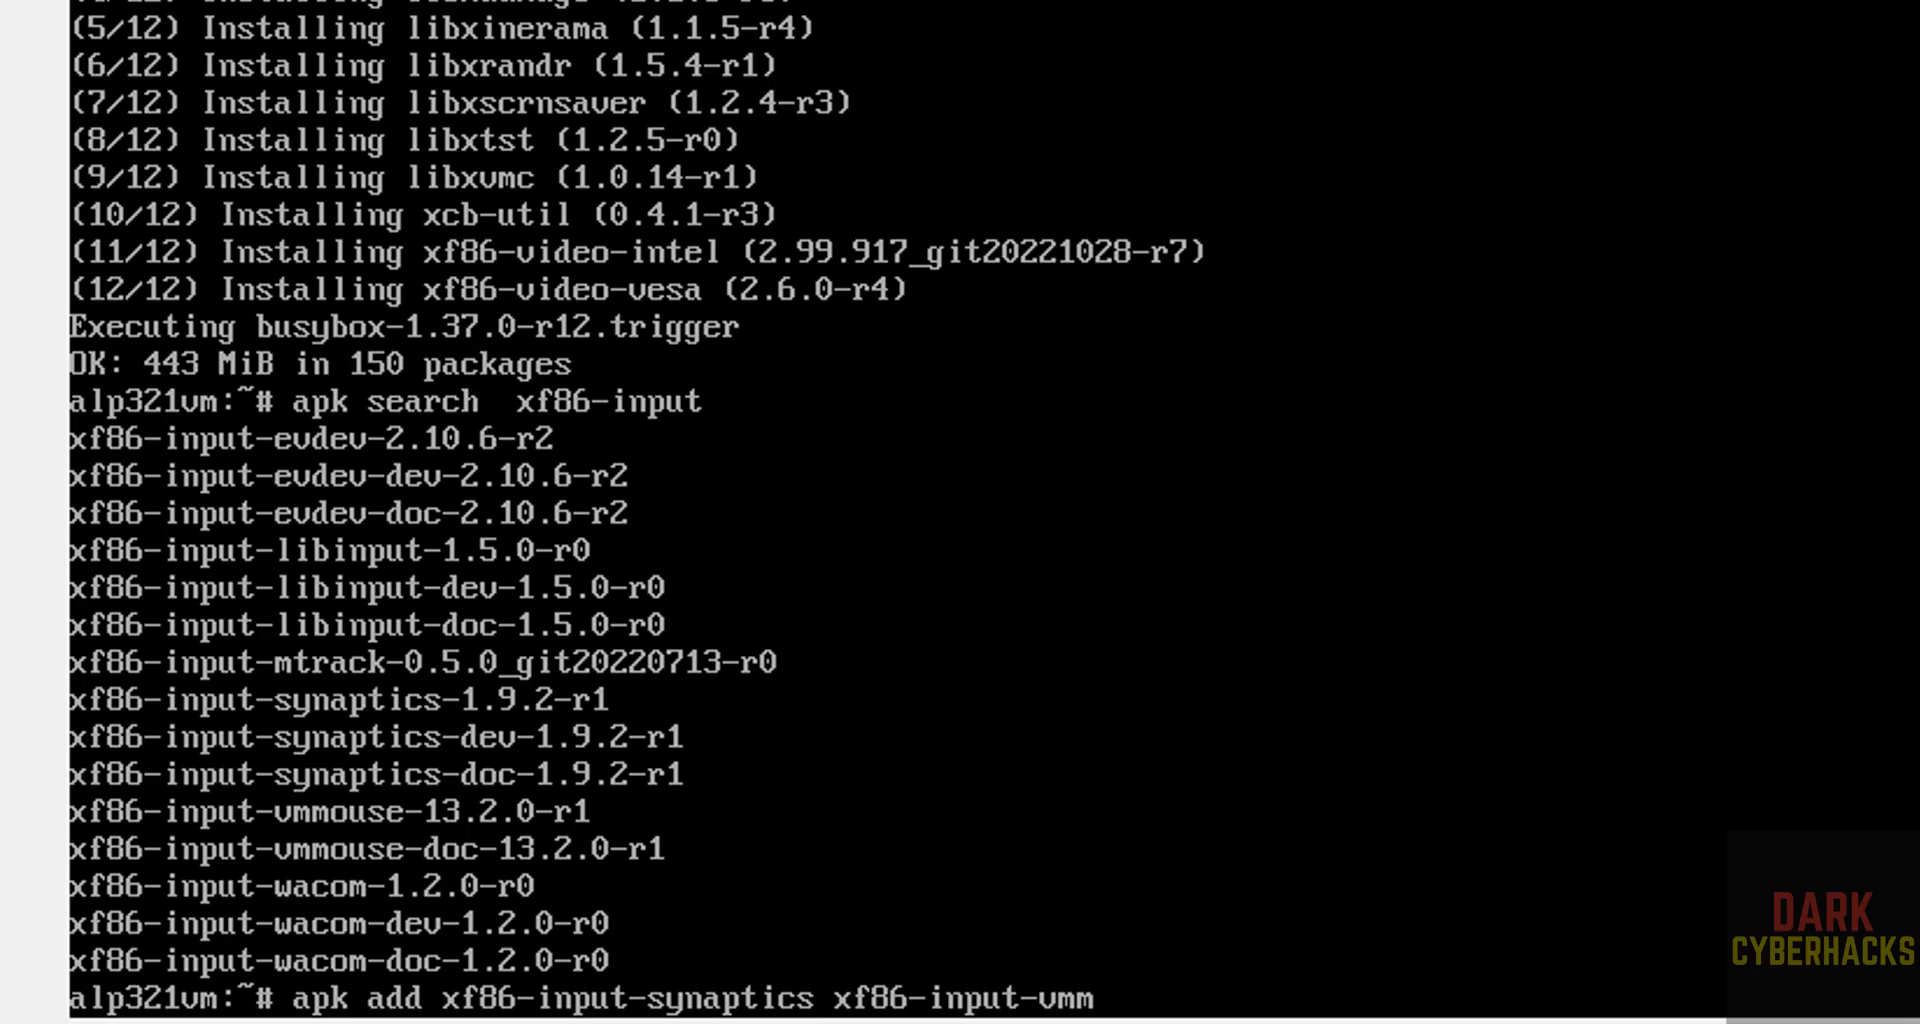 (5/12) Installing libxinerama (1.1.5-r4)
(6/12) Installing libxrandr (1.5.4-r1)
(7/12) Installing libxscrnsaver (1.2.4-r3)
(8/12) Installing libxtst (1.2.5-r0)
(9/12) Installing libxvmc (1.0.14-r1)
(10/12) Installing xcb-util (0.4.1-r3)
(11/12) Installing xf86-video-intel (2.99.917_git20221028-r7)
(12/12) Installing xf86-video-vesa (2.6.0-r4)
Executing busybox-1.37.0-r12.trigger
OK: 443 MiB in 150 packages
alp321vm:~# apk search  xf86-input
xf86-input-evdev-2.10.6-r2
xf86-input-evdev-dev-2.10.6-r2
xf86-input-evdev-doc-2.10.6-r2
xf86-input-libinput-1.5.0-r0
xf86-input-libinput-dev-1.5.0-r0
xf86-input-libinput-doc-1.5.0-r0
xf86-input-mtrack-0.5.0_git20220713-r0
xf86-input-synaptics-1.9.2-r1
xf86-input-synaptics-dev-1.9.2-r1
xf86-input-synaptics-doc-1.9.2-r1
xf86-input-vmmouse-13.2.0-r1
xf86-input-vmmouse-doc-13.2.0-r1
xf86-input-wacom-1.2.0-r0
xf86-input-wacom-dev-1.2.0-r0
xf86-input-wacom-doc-1.2.0-r0
alp321vm:~# apk add xf86-input-synaptics xf86-input-vmm
DARK
CYBERHACKS